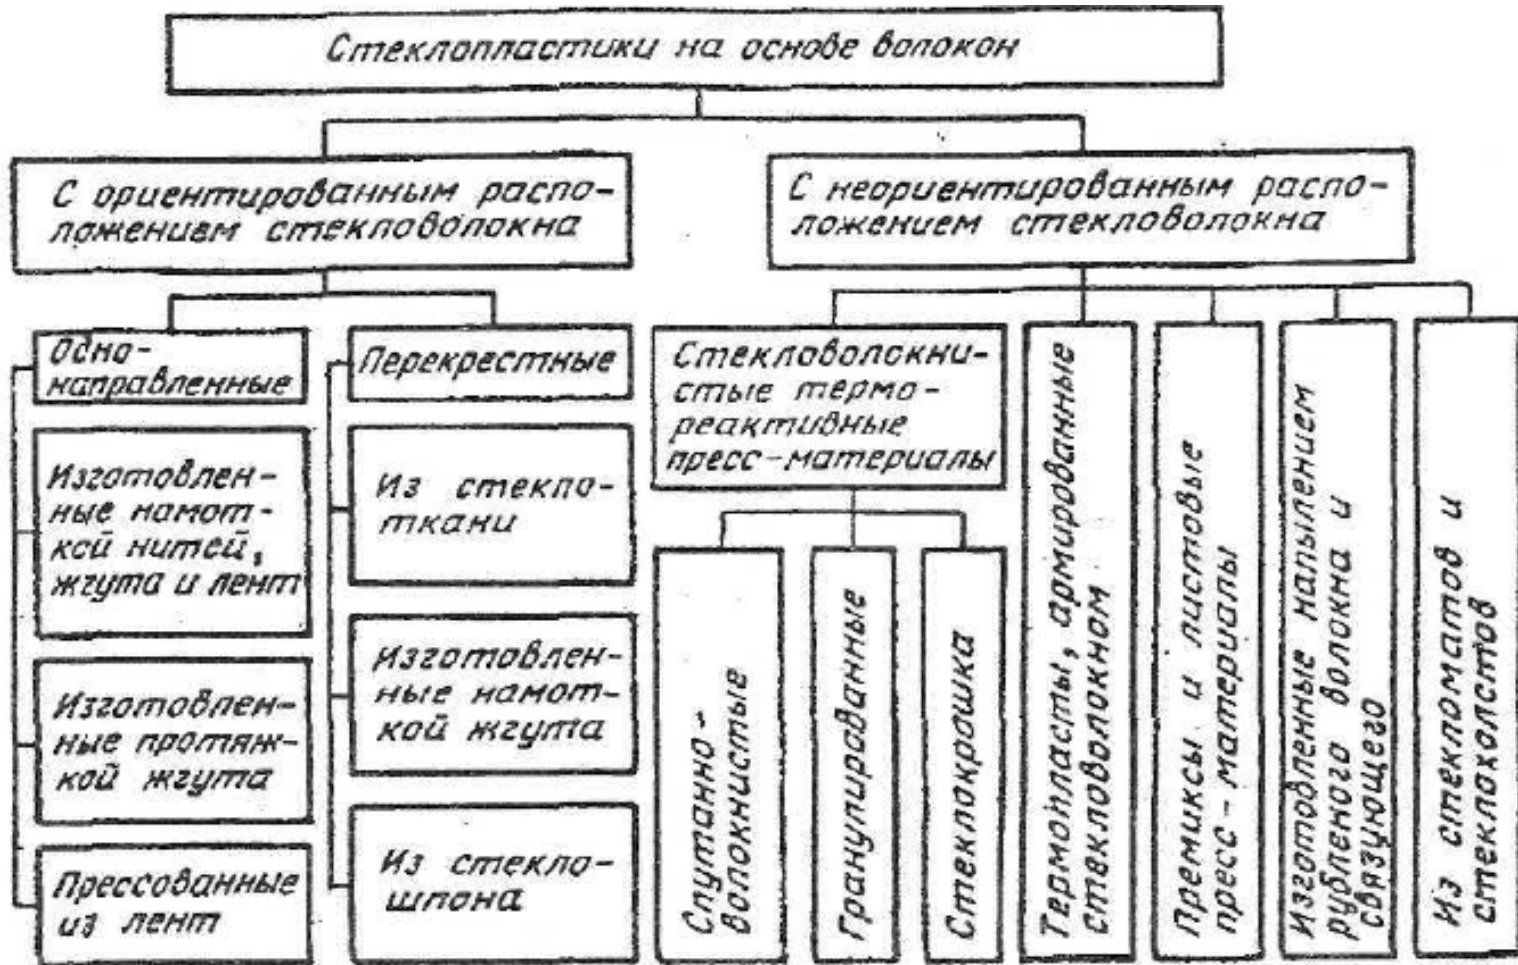 Стеклопластики на основе волокон
С ориентированным распо-
ложением стекловолокна
С неориентированным распо-
ложением стекловолокна
Одно-
направленные
Изготовлен-
ные намот-
кой нитей,
жгута и лент
Изготовлен-
ные протяж-
кой жгута
Прессованные
из лент
Перекрестные
Из стекло-
ткани
Изготовлен-
ные намот-
кой жгута
Из стекло-
шпона
Стекловолокни-
стые термо-
реактивные
пресс-материалы
Спутанно-
волокнистые
Гранулированные
Стеклокрошка
Термопласты, армированные
стекловолокном
Премиксы и листовые
пресс-материалы
Изготовленные напылением
рубленого волокна и
связующего
Из стекломатов и
стеклохолстов